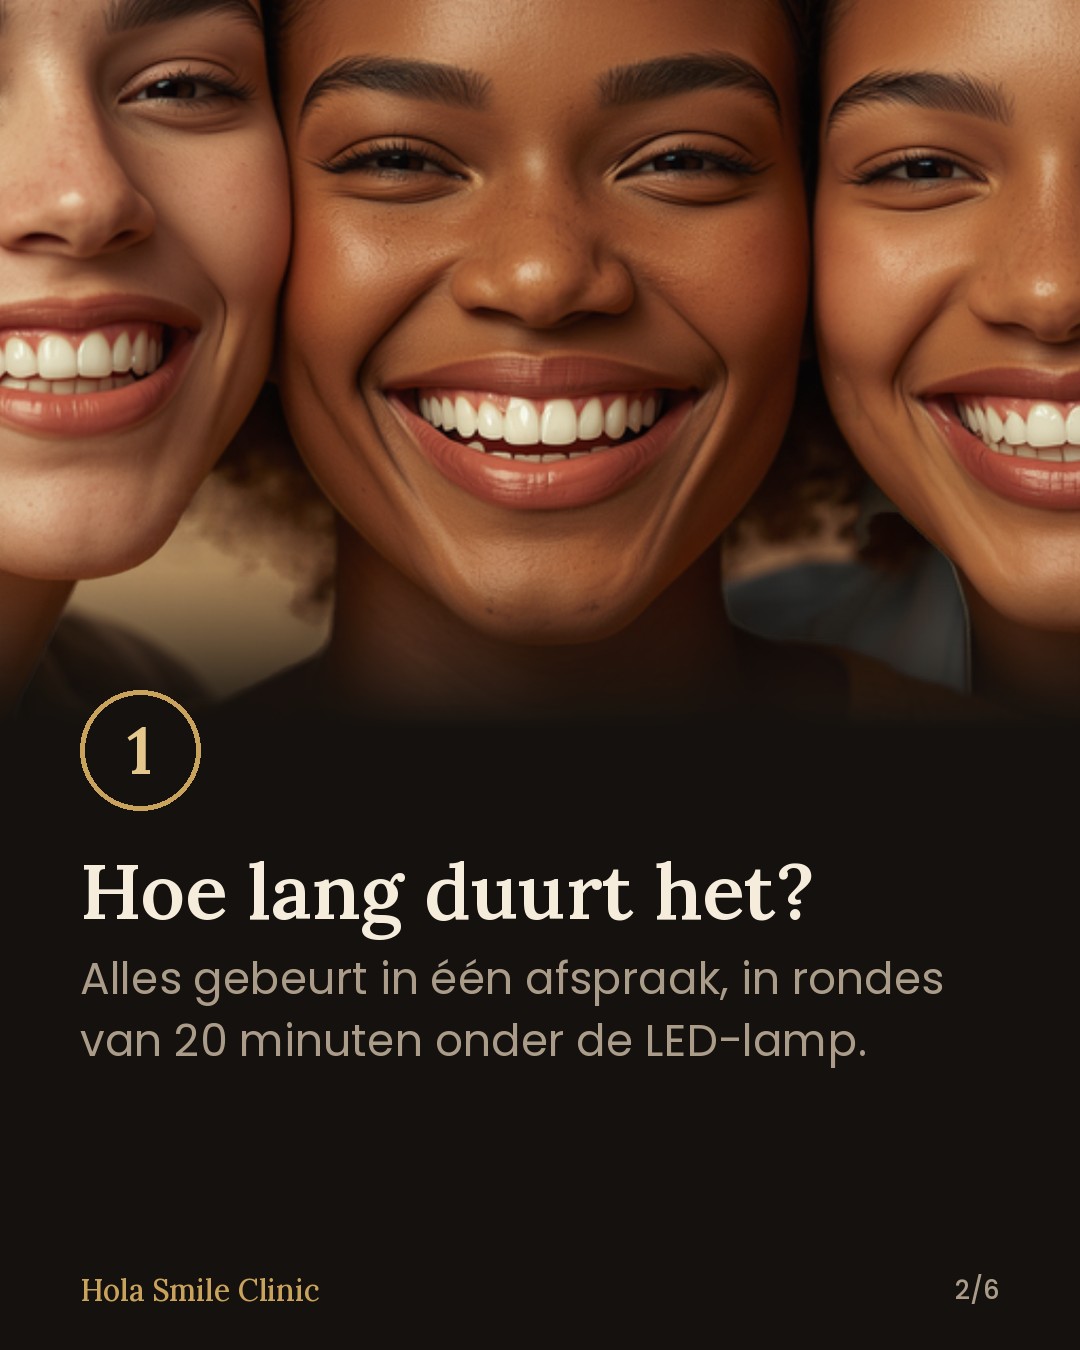 1
Hoe lang duurt het?
Alles gebeurt in één afspraak, in rondes
van 20 minuten onder de LED-lamp.
Hola Smile Clinic
2/6